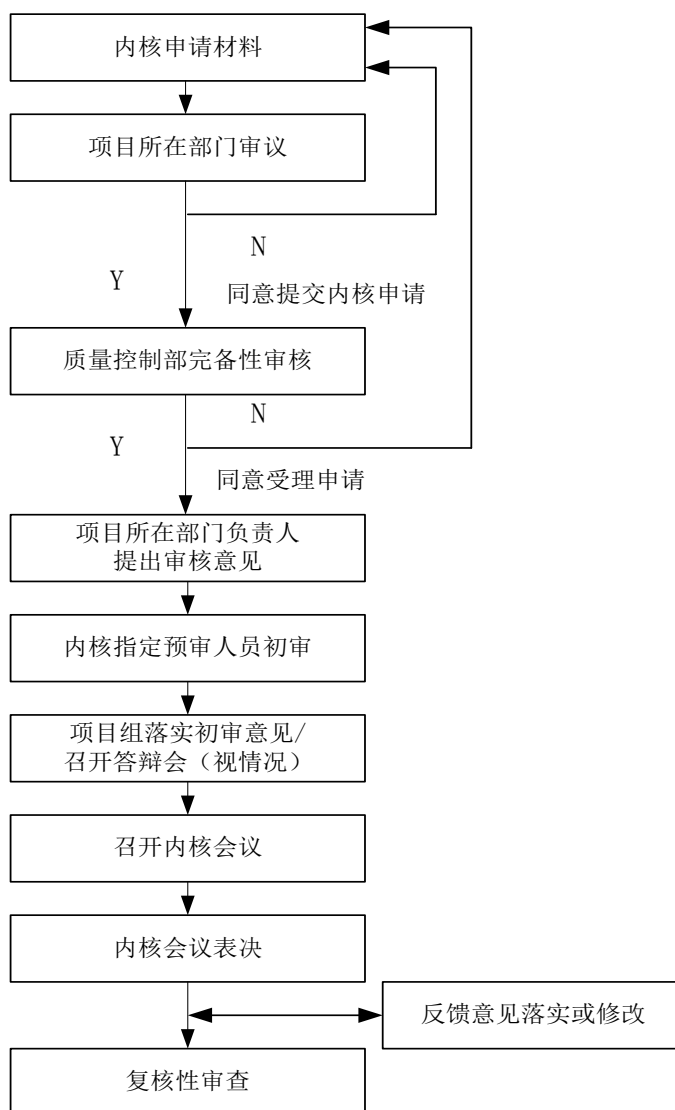 内核申请材料
项目所在部门审议
N
Y
同意提交内核申请
质量控制部完备性审核
N
Y
同意受理申请
项目所在部门负责人
提出审核意见
内核指定预审人员初审
项目组落实初审意见/
召开答辩会（视情况）
召开内核会议
内核会议表决
反馈意见落实或修改
复核性审查